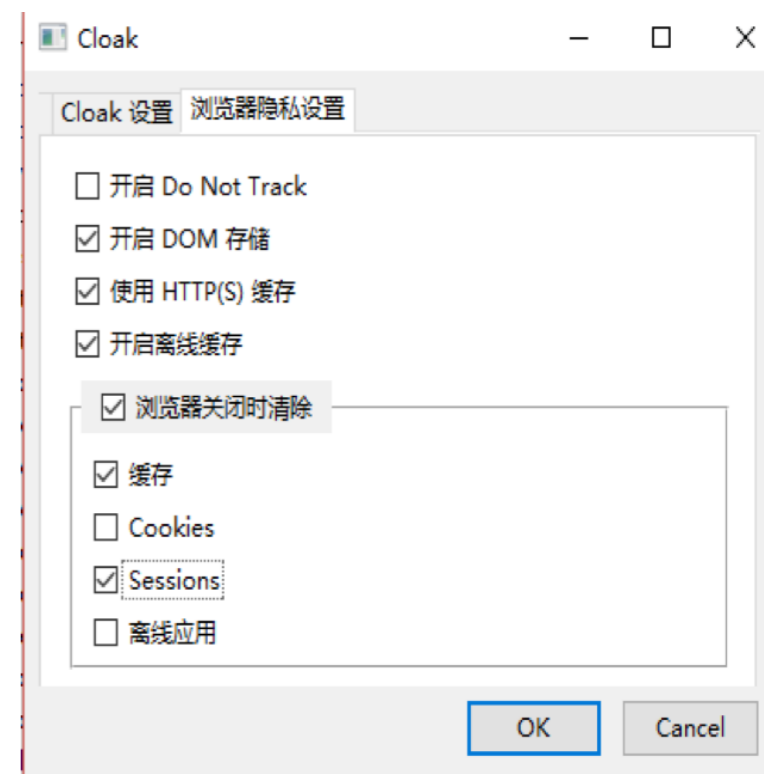 Cloak
Cloak 设置 浏览器隐私设置
开启 Do Not Track
开启 DOM 存储
使用 HTTP(S) 缓存
开启离线缓存
浏览器关闭时清除
缓存
Cookies
Sessions
离线应用
OK Cancel